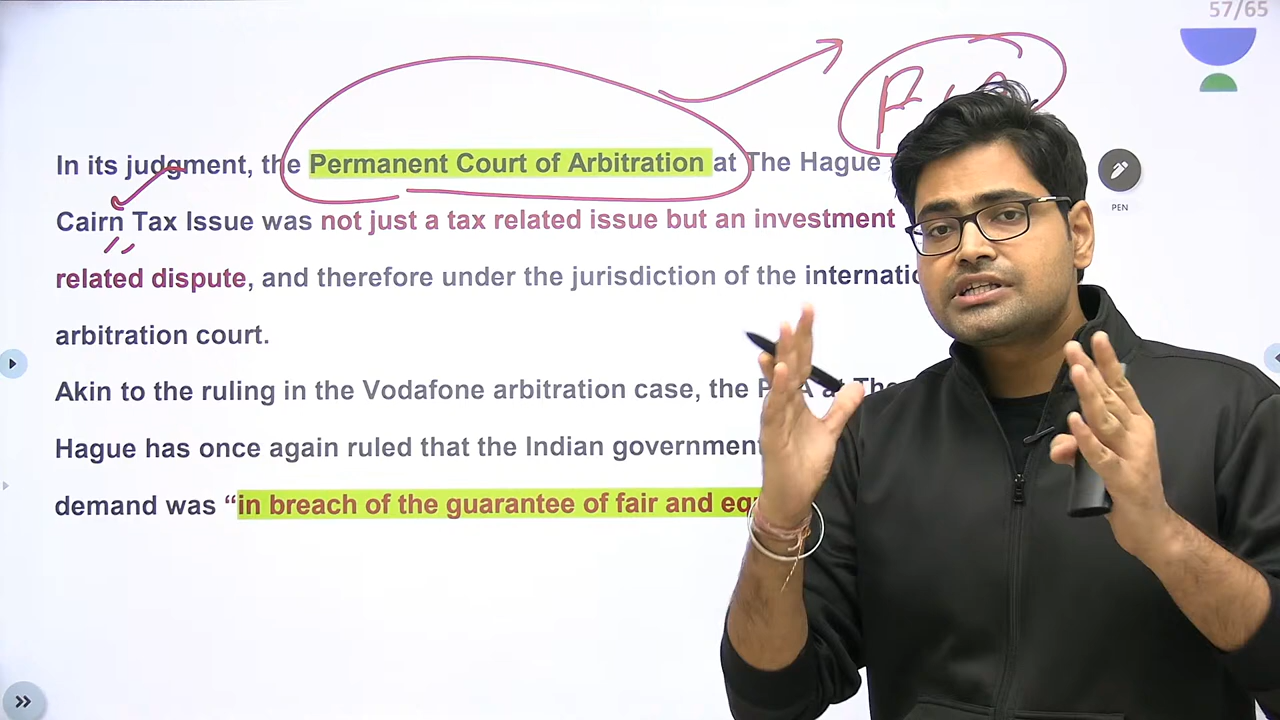 57/65
In its judgment, the Permanent Court of Arbitration at The Hague
Cairn Tax Issue was not just a tax related issue but an investment
PEN
related dispute, and therefore under the jurisdiction of the
arbitration court.
Akin to the ruling in the Vodafone arbitration case, the
Hague has once again ruled that the Indian government
demand was “in breach of the guarantee of fair and